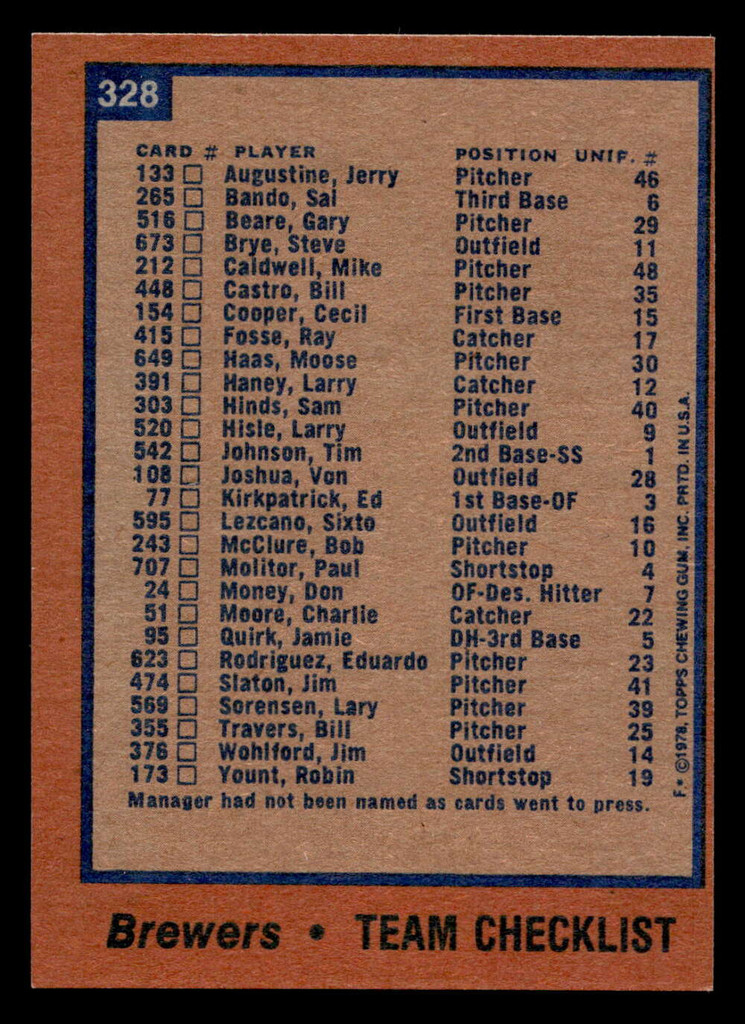 328
CARD # PLAYER POSITION UNIF. #
133 Augustine, Jerry Pitcher 46
265 Bando, Sal Third Base 6
516 Beare, Gary Pitcher 29
673 Brye, Steve Outfield 11
212 Caldwell, Mike Pitcher 48
448 Castro, Bill Pitcher 35
154 Cooper, Cecil First Base 15
415 Fosse, Ray Catcher 17
649 Haas, Moose Pitcher 30
391 Haney, Larry Catcher 12
303 Hinds, Sam Pitcher 40
520 Hisle, Larry Outfield 9
542 Johnson, Tim 2nd Base-SS 1
108 Joshua, Von Outfield 28
77 Kirkpatrick, Ed 1st Base-OF 3
595 Lezcano, Sixto Outfield 16
243 McClure, Bob Pitcher 10
707 Molitor, Paul Shortstop 4
24 Money, Don OF-Des. Hitter 7
51 Moore, Charlie Catcher 22
95 Quirk, Jamie DH-3rd Base 5
623 Rodriguez, Eduardo Pitcher 23
474 Slaton, Jim Pitcher 41
569 Sorensen, Lary Pitcher 39
355 Travers, Bill Pitcher 25
376 Wohlford, Jim Outfield 14
173 Yount, Robin Shortstop 19
Manager had not been named as cards went to press.
F• ©1978, TOPPS CHEWING GUM, INC. PRTD. IN U.S.A.
Brewers • TEAM CHECKLIST